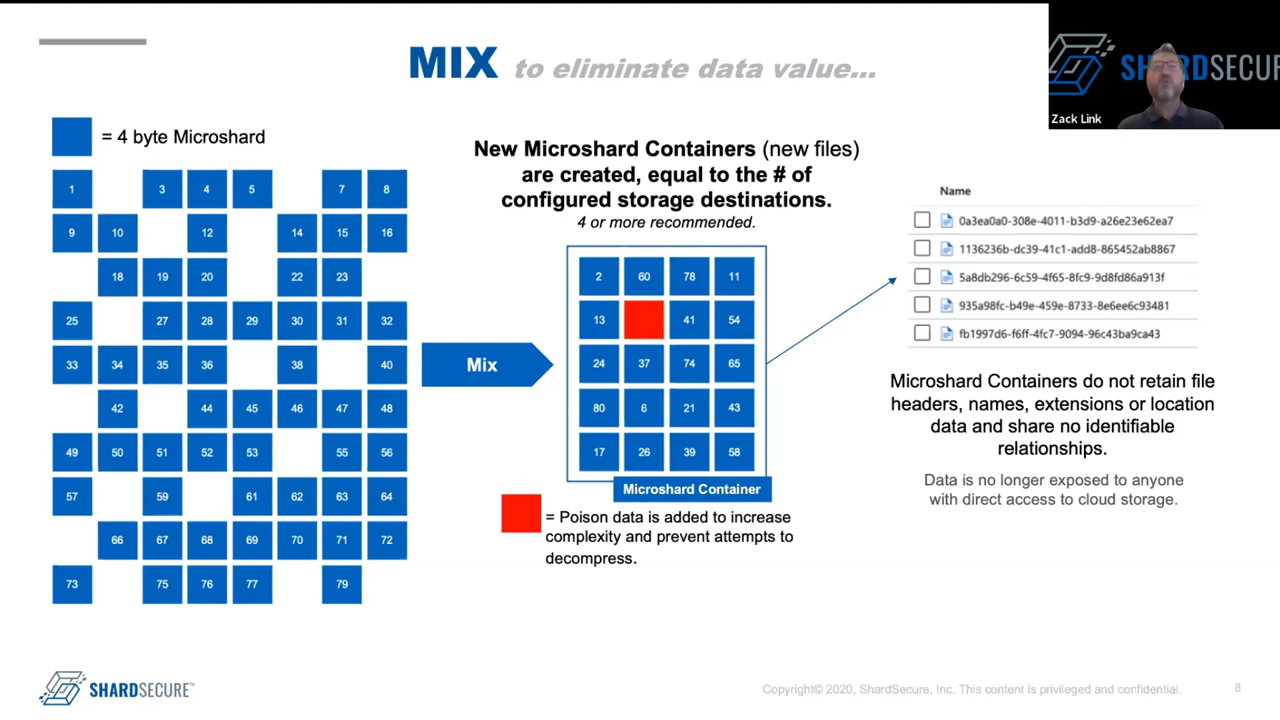 MIX to eliminate data value...
SHARDSECURE
Zack Link
= 4 byte Microshard
1 3 4 5 7 8
9 10 12 14 15 16
18 19 20 22 23
25 27 28 29 30 31 32
33 34 35 36 38 40
42 44 45 46 47 48
49 50 51 52 53 55 56
57 59 61 62 63 64
66 67 68 69 70 71 72
73 75 76 77 79
Mix
New Microshard Containers (new files)
are created, equal to the # of
configured storage destinations.
4 or more recommended.
2 60 78 11
13 41 54
24 37 74 65
80 6 21 43
17 26 39 58
Microshard Container
= Poison data is added to increase
complexity and prevent attempts to
decompress.
Name
0a3ea0a0-308e-4011-b3d9-a26e23e62ea7
1136236b-dc39-41c1-add8-865452ab8867
5a8db296-6c59-4f65-8fc9-9d8fd86a913f
935a98fc-b49e-459e-8733-8e6ee6c93481
fb1997d6-f6ff-4fc7-9094-96c43ba9ca43
Microshard Containers do not retain file
headers, names, extensions or location
data and share no identifiable
relationships.
Data is no longer exposed to anyone
with direct access to cloud storage.
SHARDSECURE™
Copyright© 2020, ShardSecure, Inc. This content is privileged and confidential.
8